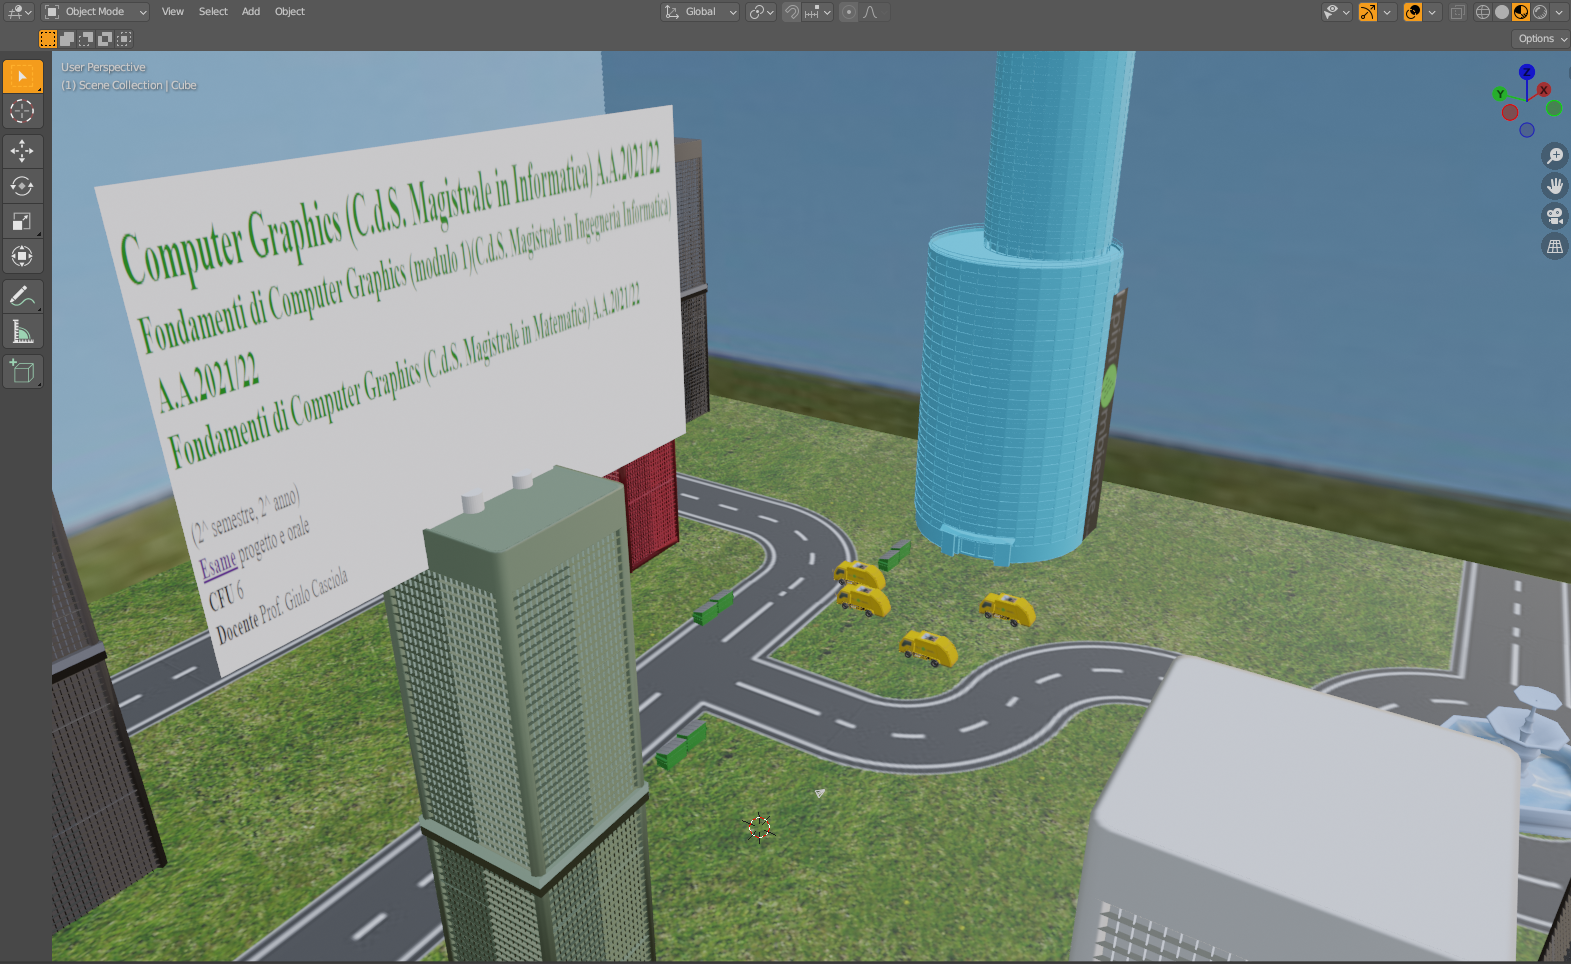 Object Mode
View
Select
Add
Object
Global
Options
User Perspective
(1) Scene Collection | Cube
Z
Y
X
Computer Graphics (C.d.S. Magistrale in Informatica) A.A.2021/22
Fondamenti di Computer Graphics (modulo 1)(C.d.S. Magistrale in Ingegneria Informatica)
A.A.2021/22
Fondamenti di Computer Graphics (C.d.S. Magistrale in Matematica) A.A.2021/22
(2^ semestre, 2^ anno)
Esame progetto e orale
CFU 6
Docente Prof. Giulo Casciola